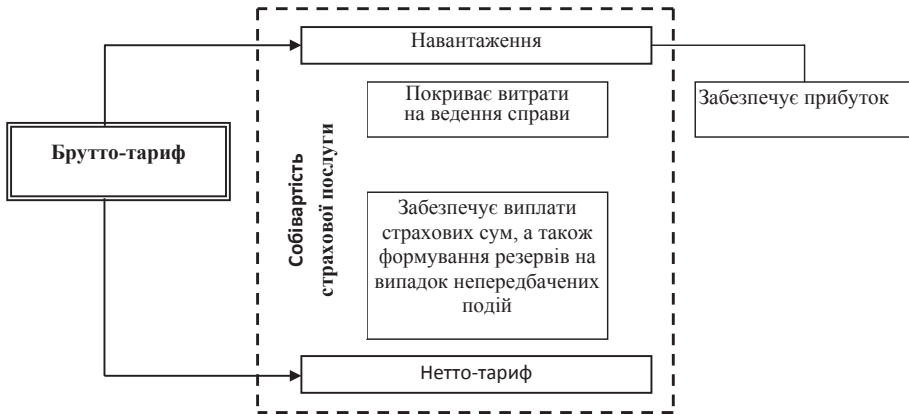 Навантаження
Покриває витрати
на ведення справи
Забезпечує прибуток
Брутто-тариф
Собівартість
страхової послуги
Забезпечує виплати
страхових сум, а також
формування резервів на
випадок непередбачених
подій
Нетто-тариф